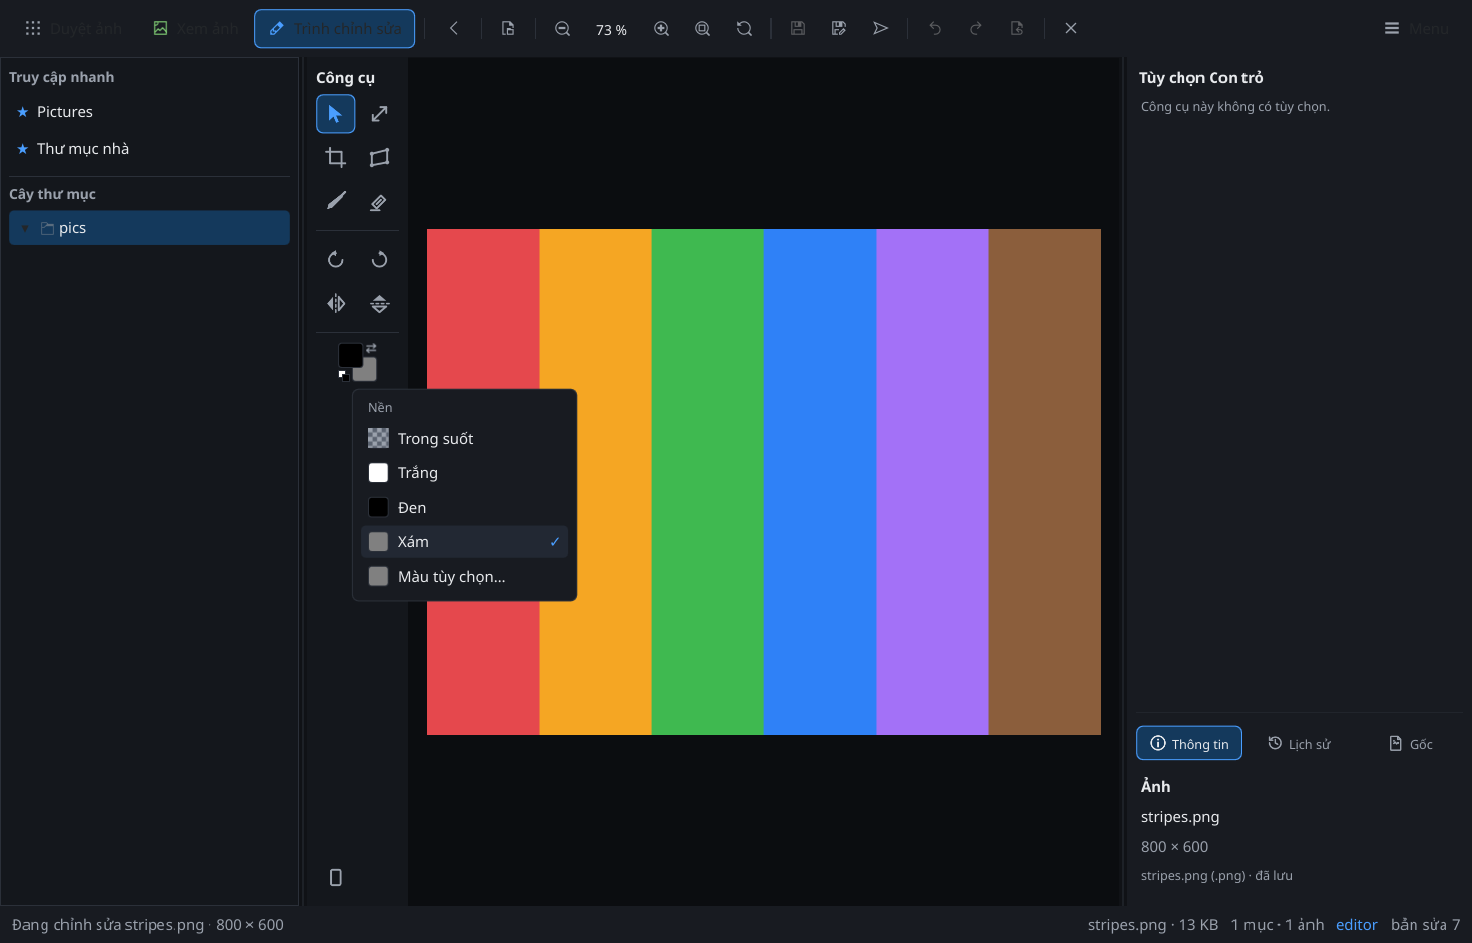 Duyệt ảnh
Xem ảnh
Trình chỉnh sửa
73 %
Menu
Truy cập nhanh
Pictures
Thư mục nhà
Cây thư mục
pics
Công cụ
Nền
Trong suốt
Trắng
Đen
Xám
Màu tùy chọn...
Tùy chọn Con trỏ
Công cụ này không có tùy chọn.
Thông tin
Lịch sử
Gốc
Ảnh
stripes.png
800 × 600
stripes.png (.png) · đã lưu
Đang chỉnh sửa stripes.png · 800 × 600
stripes.png · 13 KB 1 mục · 1 ảnh editor bản sửa 7